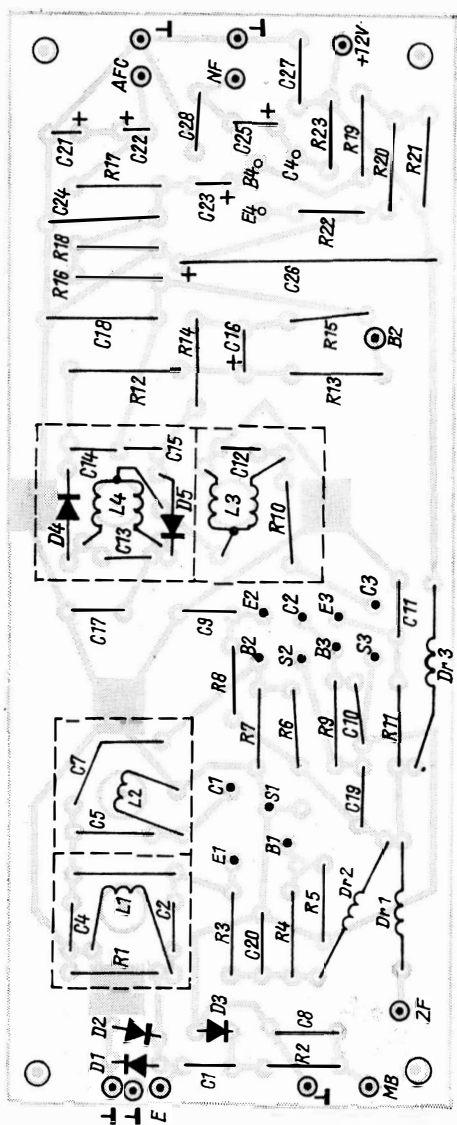 AFC
NF
+12V
C27
C21
+
C22
+
R17
C28
C25
+
R23
R19
R20
R21
C24
C23
+
B4
C4
E4
R22
R18
R16
+
C26
C18
R14
+
C16
R15
B2
R12
R13
C14
C15
C12
D4
L4
D5
L3
C13
R10
C17
C9
E2
C2
E3
C3
C11
B2
S2
B3
S3
R8
Dr3
C7
R7
R6
R9
C10
R11
L2
C1
C5
S1
C19
E1
B1
C4
L1
C2
R1
R3
C20
R4
R5
Dr2
Dr1
D2
D1
D3
C8
ZF
C1
R2
E
MB